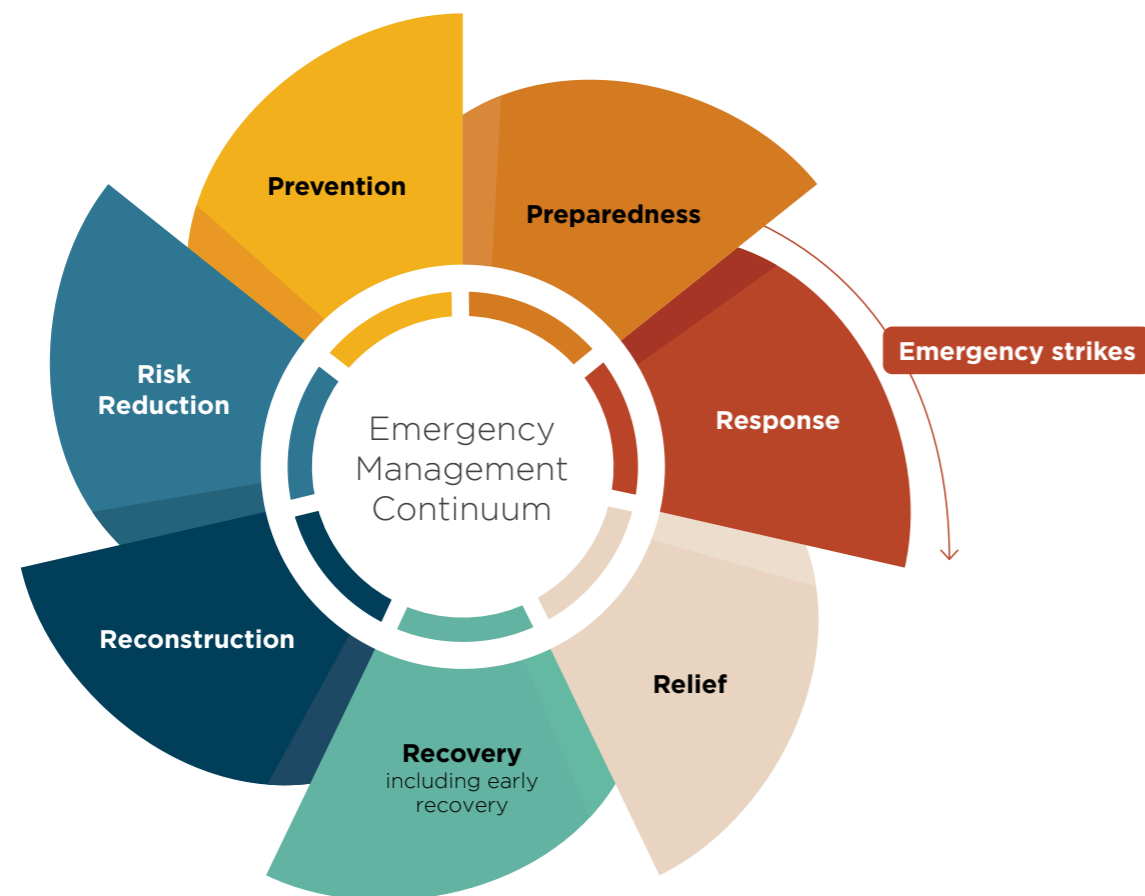 Prevention
Preparedness
Emergency strikes
Response
Relief
Recovery
including early
recovery
Reconstruction
Risk
Reduction
Emergency
Management
Continuum